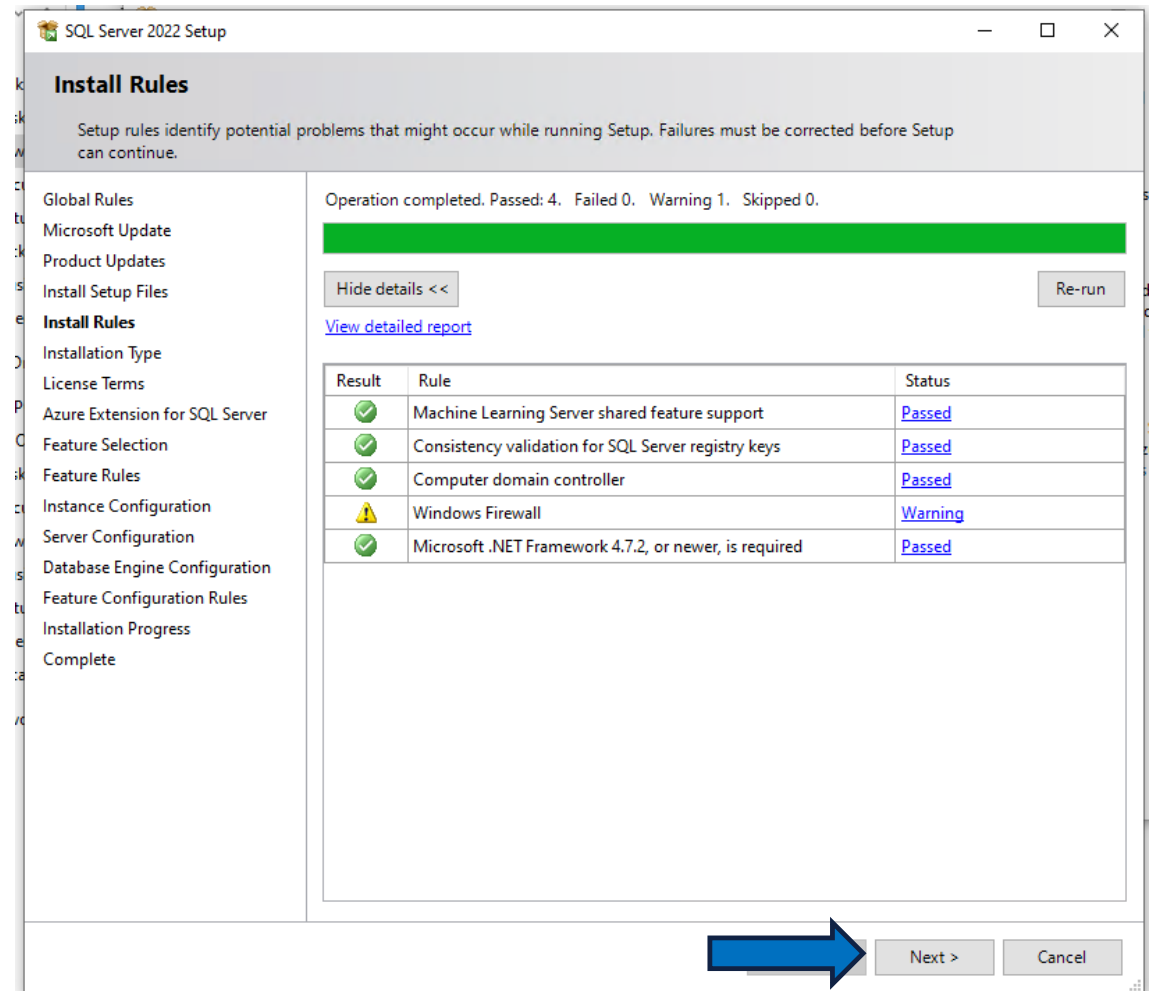 SQL Server 2022 Setup
Install Rules
Setup rules identify potential problems that might occur while running Setup. Failures must be corrected before Setup
can continue.
Global Rules
Microsoft Update
Product Updates
Install Setup Files
Install Rules
Installation Type
License Terms
Azure Extension for SQL Server
Feature Selection
Feature Rules
Instance Configuration
Server Configuration
Database Engine Configuration
Feature Configuration Rules
Installation Progress
Complete
Operation completed. Passed: 4. Failed 0. Warning 1. Skipped 0.
Hide details <<
Re-run
View detailed report
Result Rule Status
Machine Learning Server shared feature support Passed
Consistency validation for SQL Server registry keys Passed
Computer domain controller Passed
Windows Firewall Warning
Microsoft .NET Framework 4.7.2, or newer, is required Passed
Next > Cancel